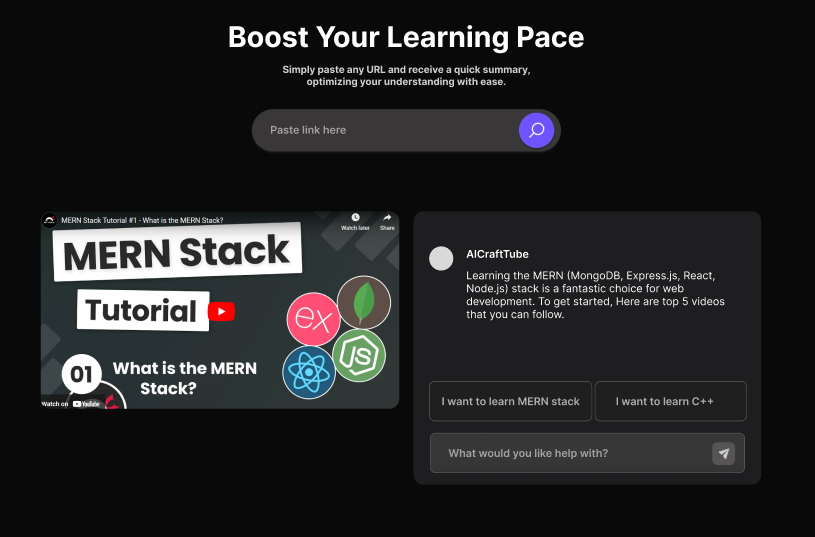 Boost Your Learning Pace
Simply paste any URL and receive a quick summary,
optimizing your understanding with ease.
Paste link here
MERN Stack Tutorial #1 - What is the MERN Stack?
Watch later
Share
MERN Stack
Tutorial
ex
JS
01
What is the MERN
Stack?
Watch on
YouTube
AICraftTube
Learning the MERN (MongoDB, Express.js, React,
Node.js) stack is a fantastic choice for web
development. To get started, Here are top 5 videos
that you can follow.
I want to learn MERN stack
I want to learn C++
What would you like help with?